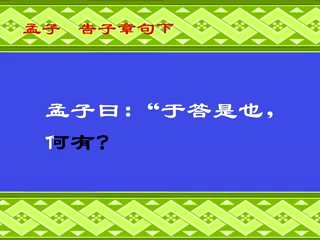 孟子 告子章句下
孟子曰：“于答是也，
何有？